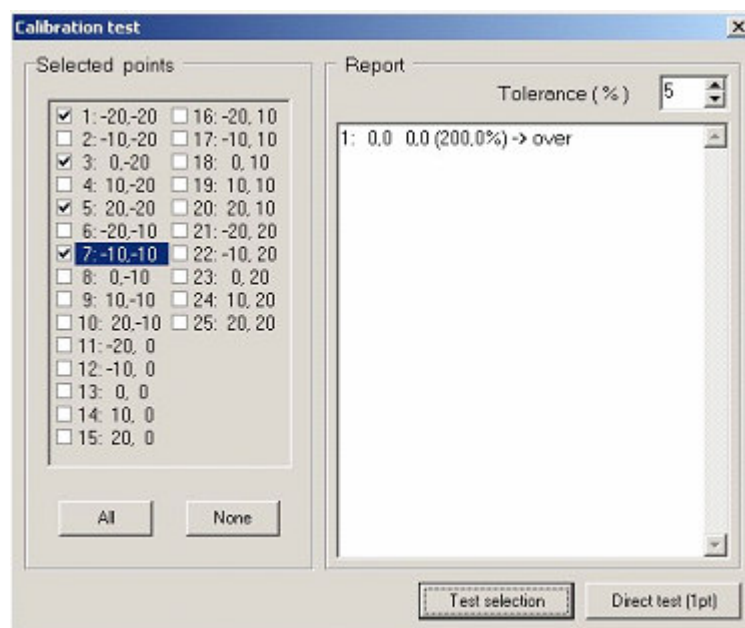 Calibration test
Selected points
1: -20,-20
2: -10,-20
3: 0,-20
4: 10,-20
5: 20,-20
6: -20,-10
7: -10,-10
8: 0,-10
9: 10,-10
10: 20,-10
11: -20, 0
12: -10, 0
13: 0, 0
14: 10, 0
15: 20, 0
16: -20, 10
17: -10, 10
18: 0, 10
19: 10, 10
20: 20, 10
21: -20, 20
22: -10, 20
23: 0, 20
24: 10, 20
25: 20, 20
All
None
Report
Tolerance ( % )
5
1: 0,0 0,0 (200,0%) -> over
Test selection
Direct test (1pt)